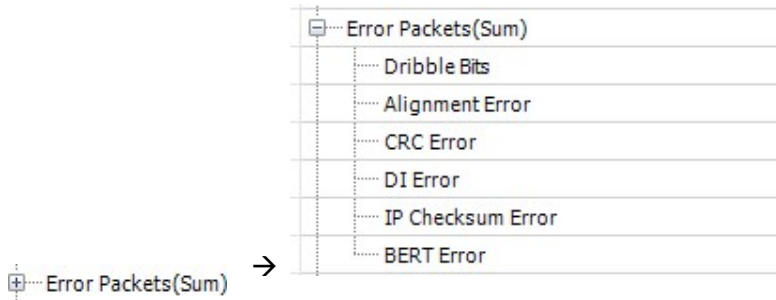 Error Packets(Sum)
Dribble Bits
Alignment Error
CRC Error
DI Error
IP Checksum Error
BERT Error
Error Packets(Sum) →